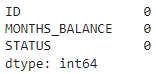 ID 0
MONTHS_BALANCE 0
STATUS 0
dtype: int64